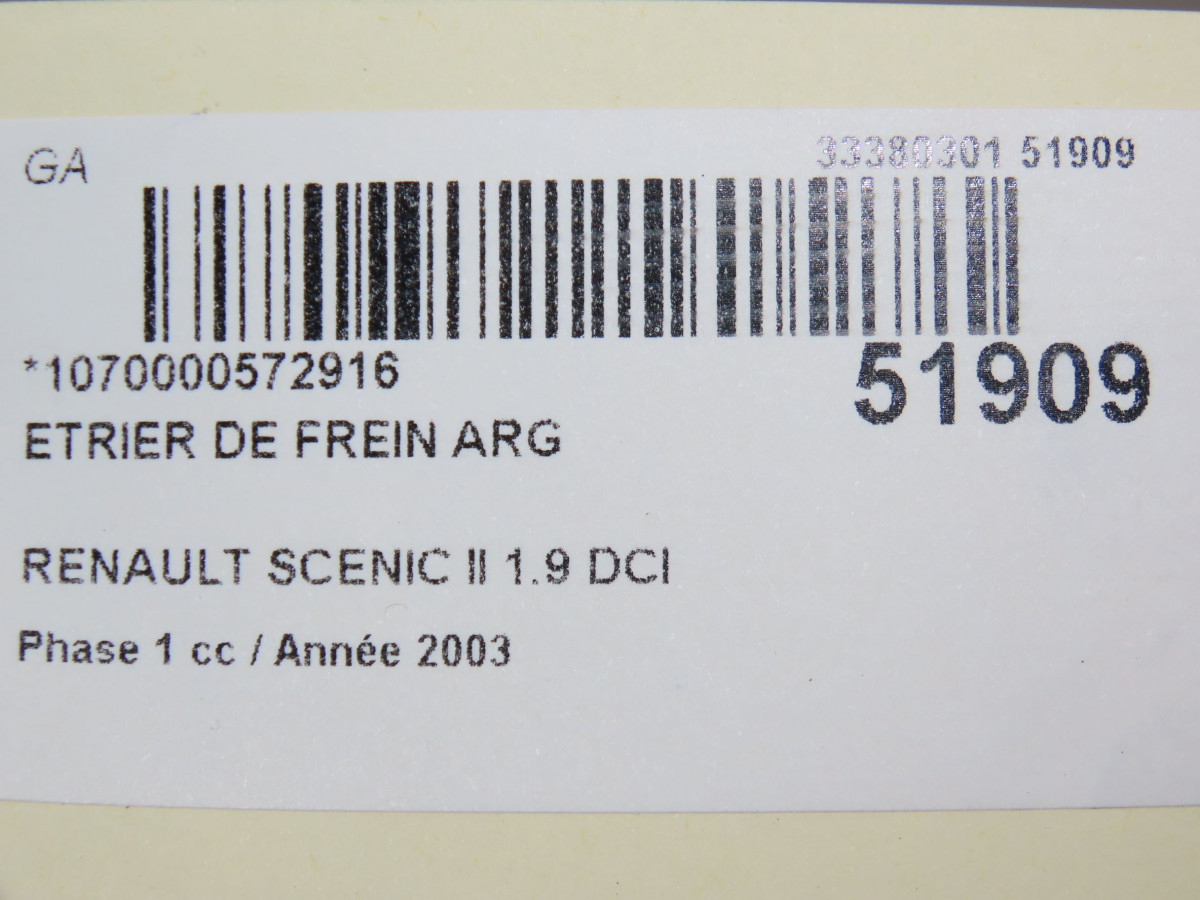 GA
33380301 51909
*1070000572916
51909
ETRIER DE FREIN ARG
RENAULT SCENIC II 1.9 DCI
Phase 1 cc / Année 2003